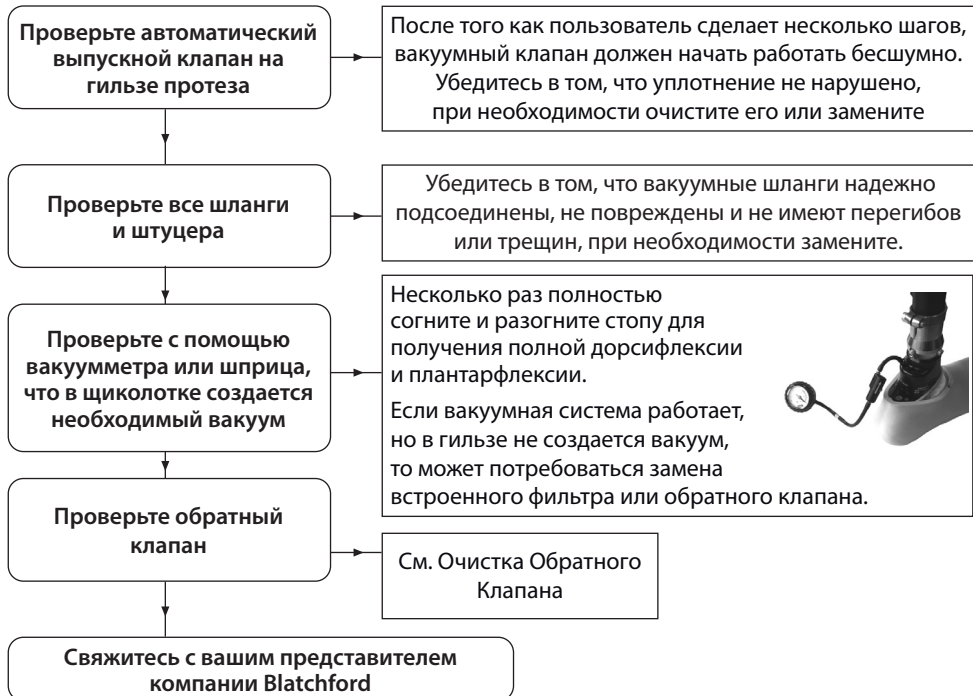 Проверьте автоматический
выпускной клапан на
гильзе протеза
После того как пользователь сделает несколько шагов,
вакуумный клапан должен начать работать бесшумно.
Убедитесь в том, что уплотнение не нарушено,
при необходимости очистите его или замените
Проверьте все шланги
и штуцера
Убедитесь в том, что вакуумные шланги надежно
подсоединены, не повреждены и не имеют перегибов
или трещин, при необходимости замените.
Проверьте с помощью
вакуумметра или шприца,
что в щиколотке создается
необходимый вакуум
Несколько раз полностью
согните и разогните стопу для
получения полной дорсифлексии
и плантарфлексии.
Если вакуумная система работает,
но в гильзе не создается вакуум,
то может потребоваться замена
встроенного фильтра или обратного клапана.
Проверьте обратный
клапан
См. Очистка Обратного
Клапана
Свяжитесь с вашим представителем
компании Blatchford